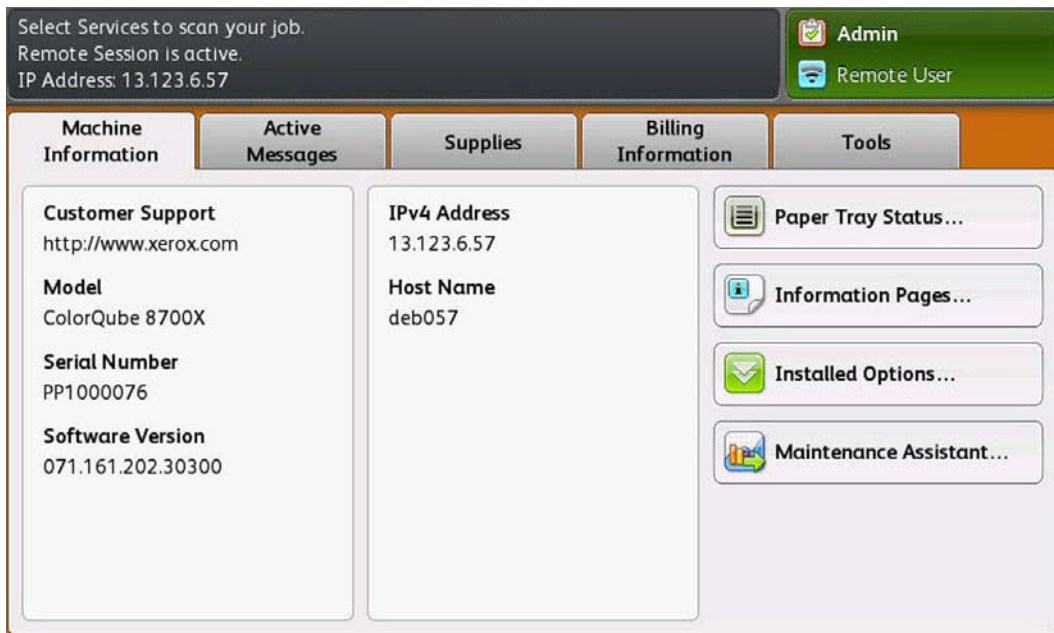 Select Services to scan your job.
Remote Session is active.
IP Address: 13.123.6.57
Admin
Remote User
Machine
Information
Active
Messages
Supplies
Billing
Information
Tools
Customer Support
http://www.xerox.com
Model
ColorQube 8700X
Serial Number
PP1000076
Software Version
071.161.202.30300
IPv4 Address
13.123.6.57
Host Name
deb057
Paper Tray Status...
Information Pages...
Installed Options...
Maintenance Assistant...